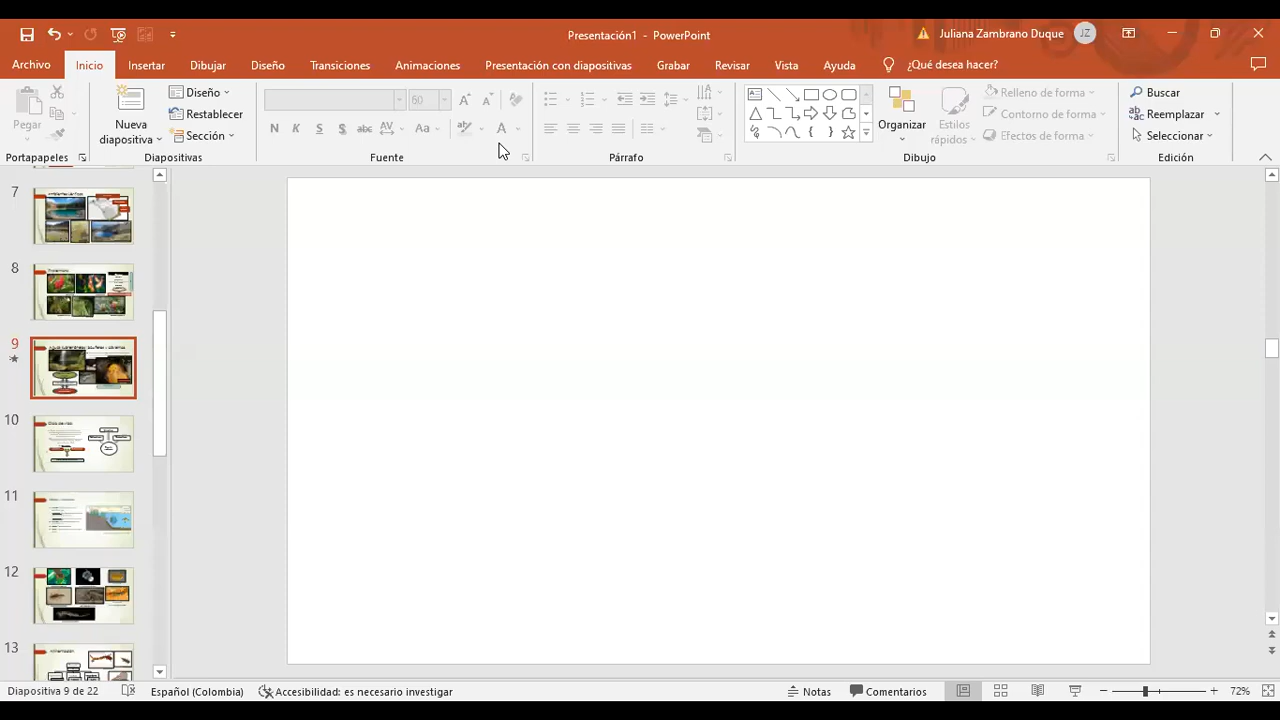 Presentación1 - PowerPoint
Juliana Zambrano Duque
JZ
Archivo
Inicio
Insertar
Dibujar
Diseño
Transiciones
Animaciones
Presentación con diapositivas
Grabar
Revisar
Vista
Ayuda
¿Qué desea hacer?
Pegar
Portapapeles
Nueva
diapositiva
Diseño
Restablecer
Sección
Diapositivas
60
N K S S abc AV Aa A
Fuente
Párrafo
Organizar
Estilos
rápidos
Relleno de forma
Contorno de forma
Efectos de forma
Dibujo
Buscar
Reemplazar
Seleccionar
Edición
7
8
9
10
11
12
13
Diapositiva 9 de 22
Español (Colombia)
Accesibilidad: es necesario investigar
Notas
Comentarios
72%